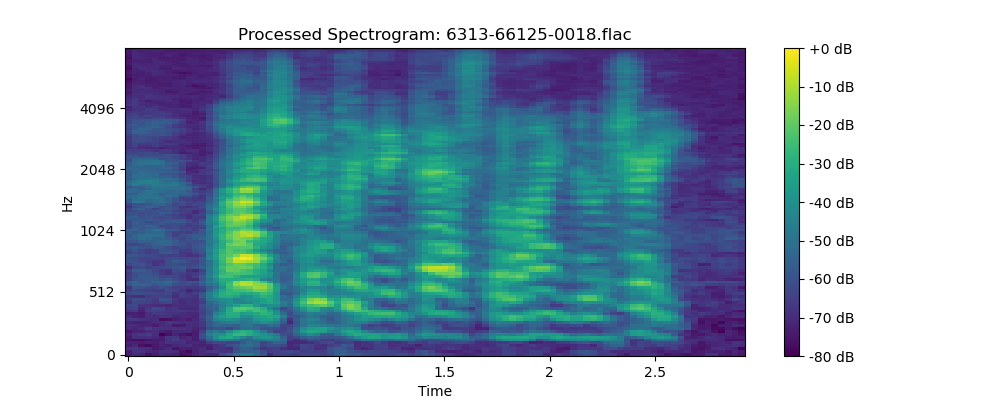 Processed Spectrogram: 6313-66125-0018.flac
Hz
4096
2048
1024
512
0
0
0.5
1
1.5
2
2.5
Time
+0 dB
-10 dB
-20 dB
-30 dB
-40 dB
-50 dB
-60 dB
-70 dB
-80 dB